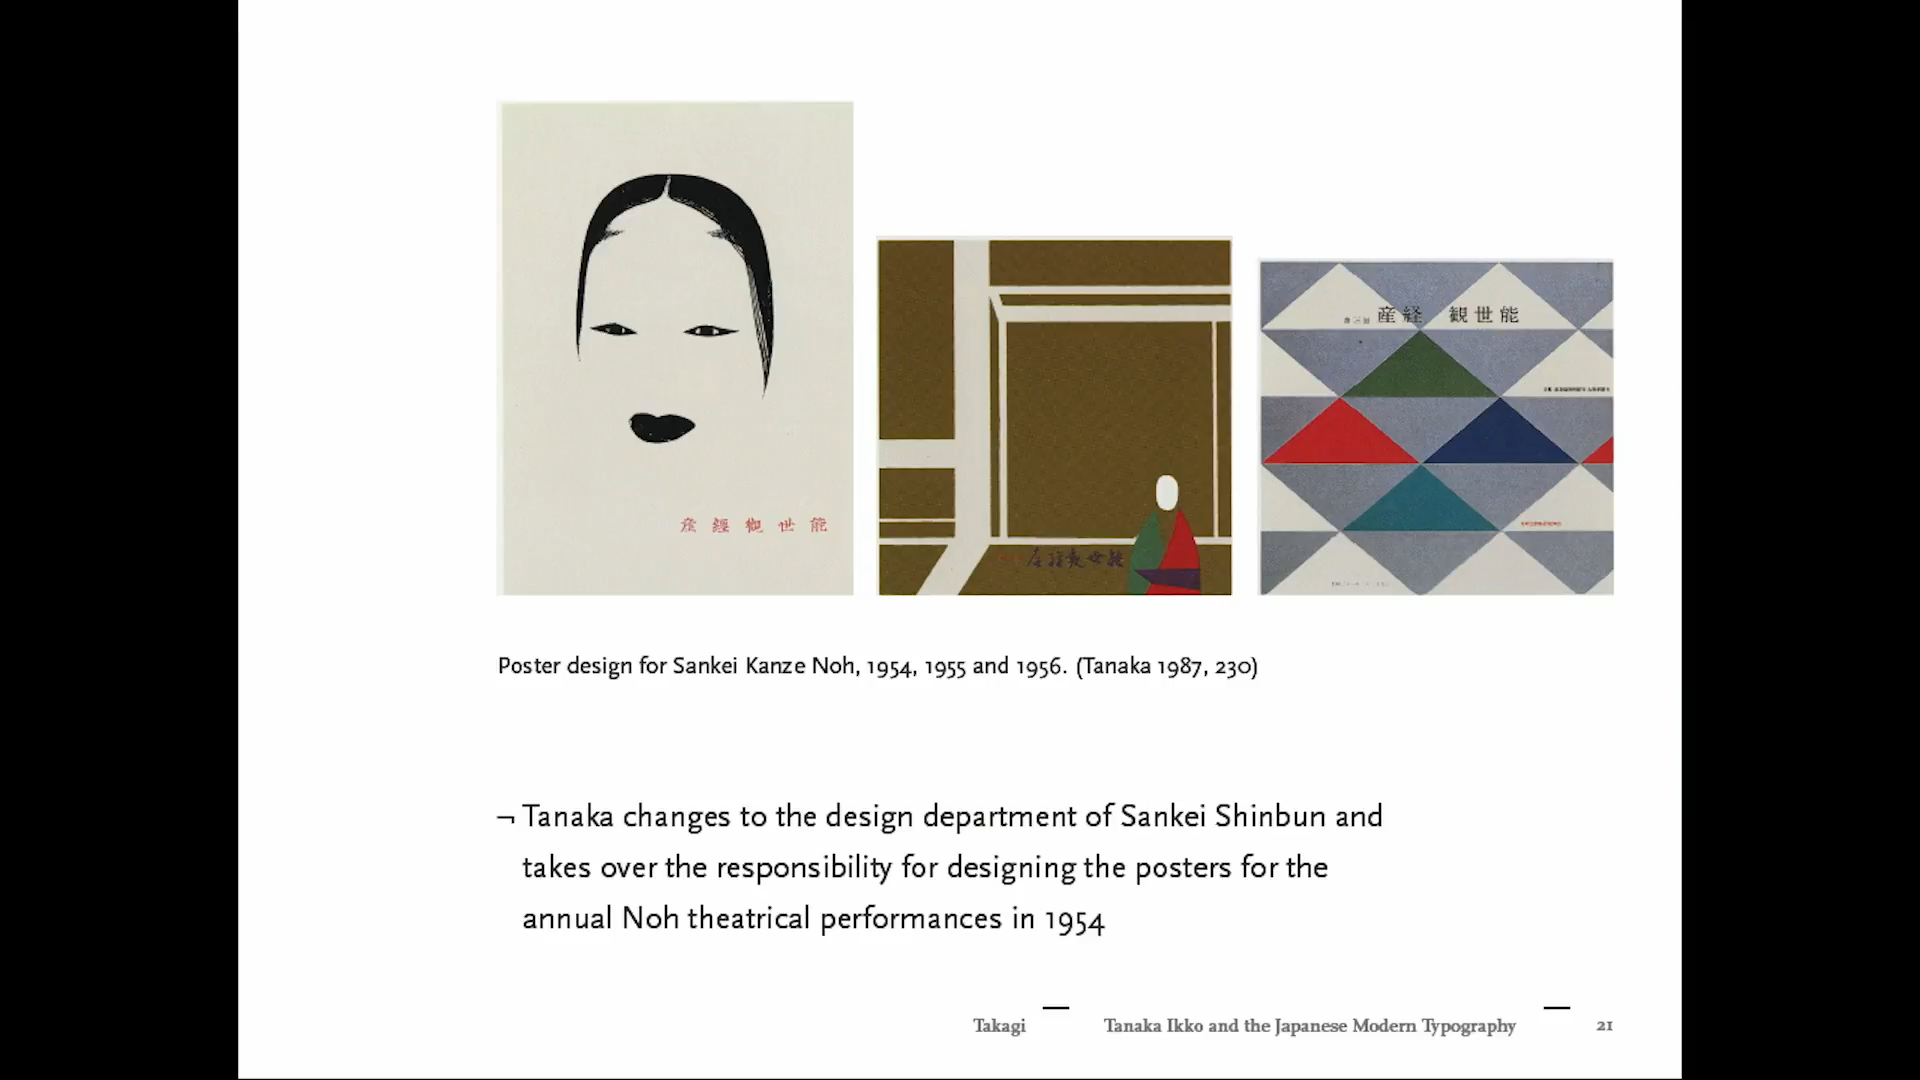 産經観世能
産経 観世能
Poster design for Sankei Kanze Noh, 1954, 1955 and 1956. (Tanaka 1987, 230)
¬ Tanaka changes to the design department of Sankei Shinbun and
takes over the responsibility for designing the posters for the
annual Noh theatrical performances in 1954
Takagi — Tanaka Ikko and the Japanese Modern Typography — 21